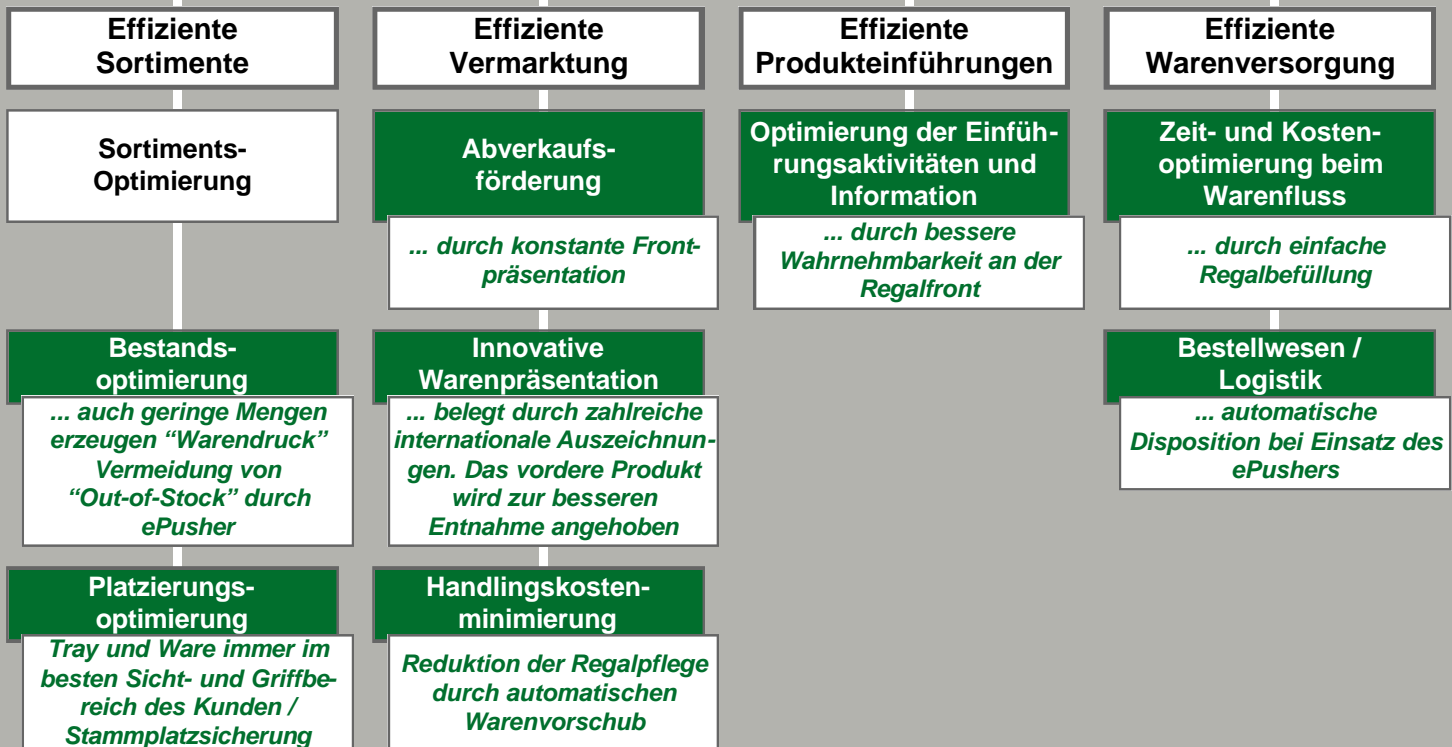 Effiziente
Sortimente
Sortiments-
Optimierung
Bestands-
optimierung
... auch geringe Mengen
erzeugen “Warendruck”
Vermeidung von
“Out-of-Stock” durch
ePusher
Platzierungs-
optimierung
Tray und Ware immer im
besten Sicht- und Griffbe-
reich des Kunden /
Stammplatzsicherung
Effiziente
Vermarktung
Abverkaufs-
förderung
... durch konstante Front-
präsentation
Innovative
Warenpräsentation
... belegt durch zahlreiche
internationale Auszeichnun-
gen. Das vordere Produkt
wird zur besseren
Entnahme angehoben
Handlingskosten-
minimierung
Reduktion der Regalpflege
durch automatischen
Warenvorschub
Effiziente
Produkteinführungen
Optimierung der Einfüh-
rungsaktivitäten und
Information
... durch bessere
Wahrnehmbarkeit an der
Regalfront
Effiziente
Warenversorgung
Zeit- und Kosten-
optimierung beim
Warenfluss
... durch einfache
Regalbefüllung
Bestellwesen /
Logistik
... automatische
Disposition bei Einsatz des
ePushers